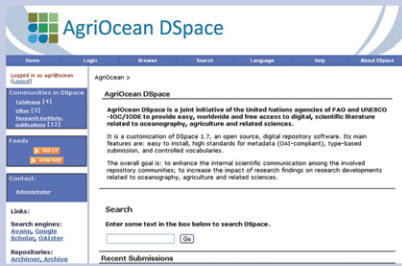 AgriOcean DSpace
Home Login Browse Search Language Help About DSpace
Logged in as agriocean
(Logout)
Communities in DSpace
Catalogue [4]
other [3]
Research institute:
publications [12]
Feeds
RSS 2.0
ATOM FEED
Contact:
Administrator
Links:
Search engines:
Avano, Google
Scholar, OAIster
Repositories:
Archimer, Archive
AgriOcean >
AgriOcean DSpace
AgriOcean DSpace is a joint initiative of the United Nations agencies of FAO and UNESCO
-IOC/IODE to provide easy, worldwide and free access to digital, scientific literature
related to oceanography, agriculture and related sciences.
It is a customization of DSpace 1.7, an open source, digital repository software. Its main
features are: easy to install, high standards for metadata (OAI-compliant), type-based
submission, and controlled vocabularies.
The overall goal is: to enhance the internal scientific communication among the involved
repository communities; to increase the impact of research findings on research developments
related to oceanography, agriculture and related sciences.
Search
Enter some text in the box below to search DSpace.
Go
Recent Submissions